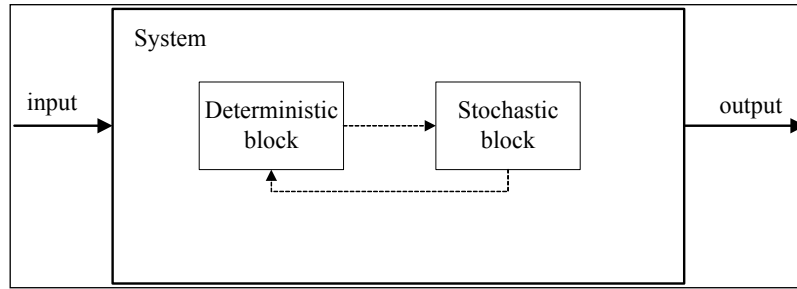 System
input
Deterministic
block
Stochastic
block
output